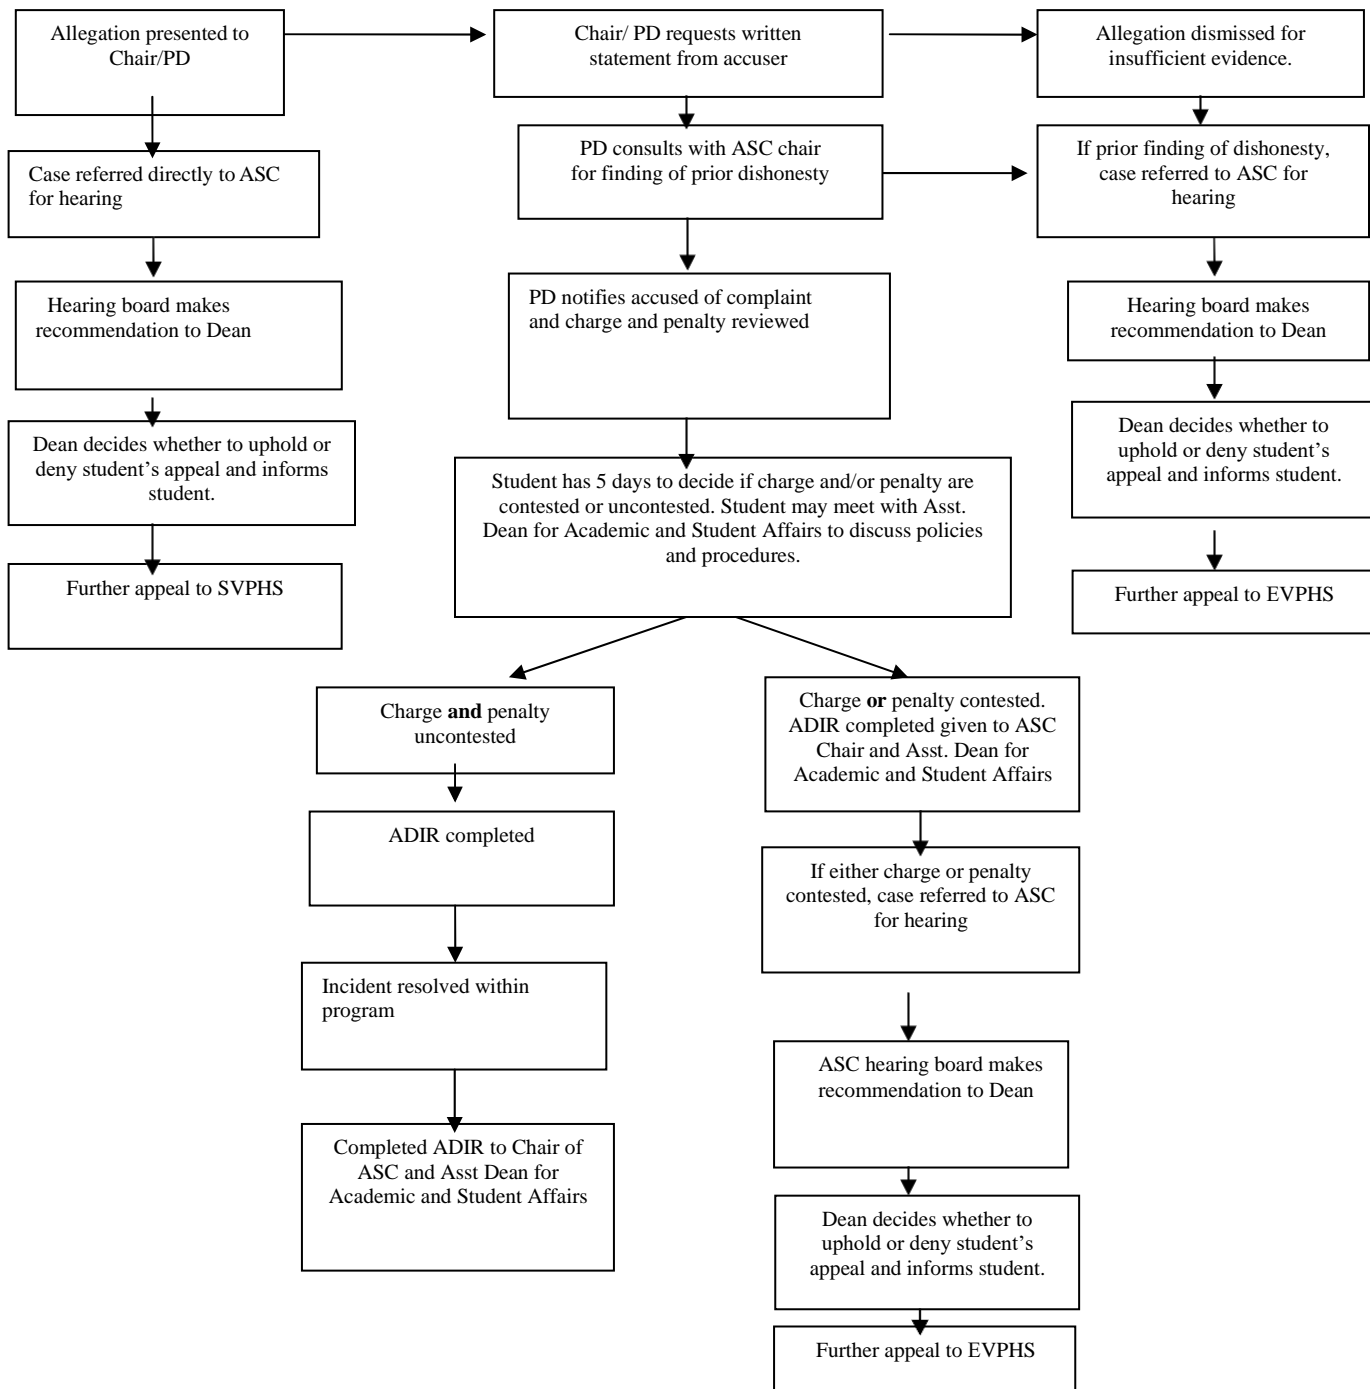 Allegation presented to
Chair/PD
Chair/ PD requests written
statement from accuser
Allegation dismissed for
insufficient evidence.
Case referred directly to ASC
for hearing
PD consults with ASC chair
for finding of prior dishonesty
If prior finding of dishonesty,
case referred to ASC for
hearing
Hearing board makes
recommendation to Dean
PD notifies accused of complaint
and charge and penalty reviewed
Hearing board makes
recommendation to Dean
Dean decides whether to uphold or
deny student’s appeal and informs
student.
Student has 5 days to decide if charge and/or penalty are
contested or uncontested. Student may meet with Asst.
Dean for Academic and Student Affairs to discuss policies
and procedures.
Dean decides whether to
uphold or deny student’s
appeal and informs student.
Further appeal to SVPHS
Further appeal to EVPHS
Charge and penalty
uncontested
Charge or penalty contested.
ADIR completed given to ASC
Chair and Asst. Dean for
Academic and Student Affairs
ADIR completed
If either charge or penalty
contested, case referred to ASC
for hearing
Incident resolved within
program
ASC hearing board makes
recommendation to Dean
Completed ADIR to Chair of
ASC and Asst Dean for
Academic and Student Affairs
Dean decides whether to
uphold or deny student’s
appeal and informs student.
Further appeal to EVPHS